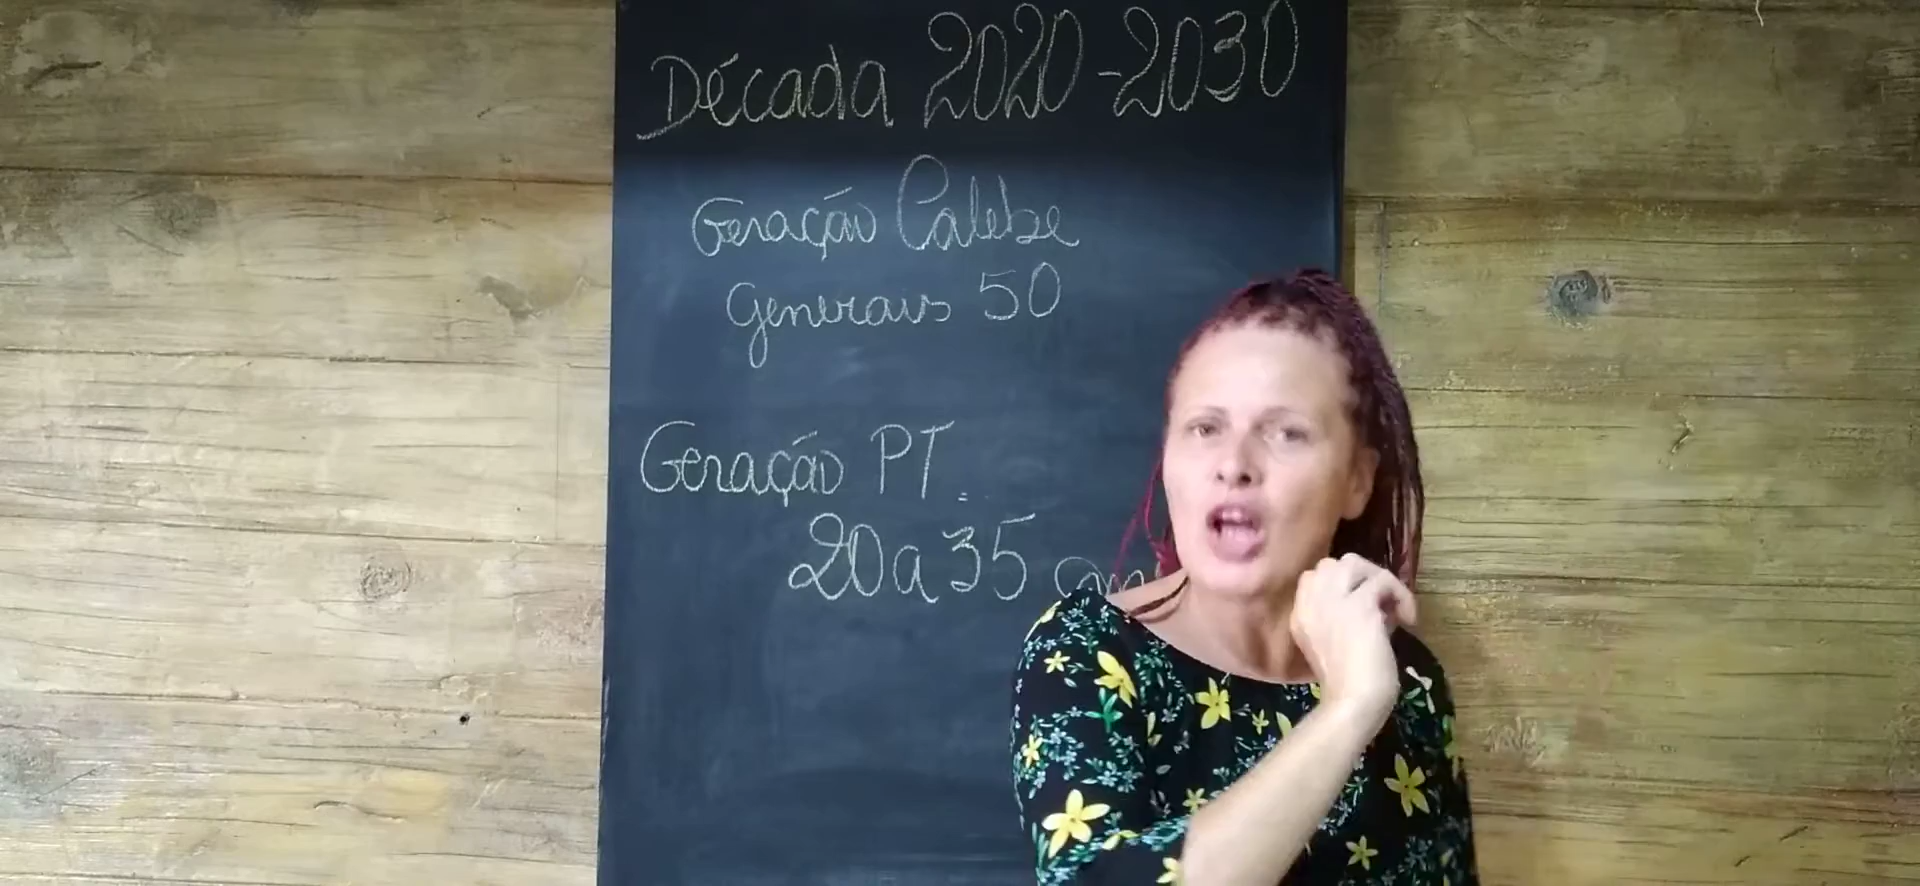 Década 2020-2030
Geração Calebe
Generais 50
Geração PT.
20 a 35